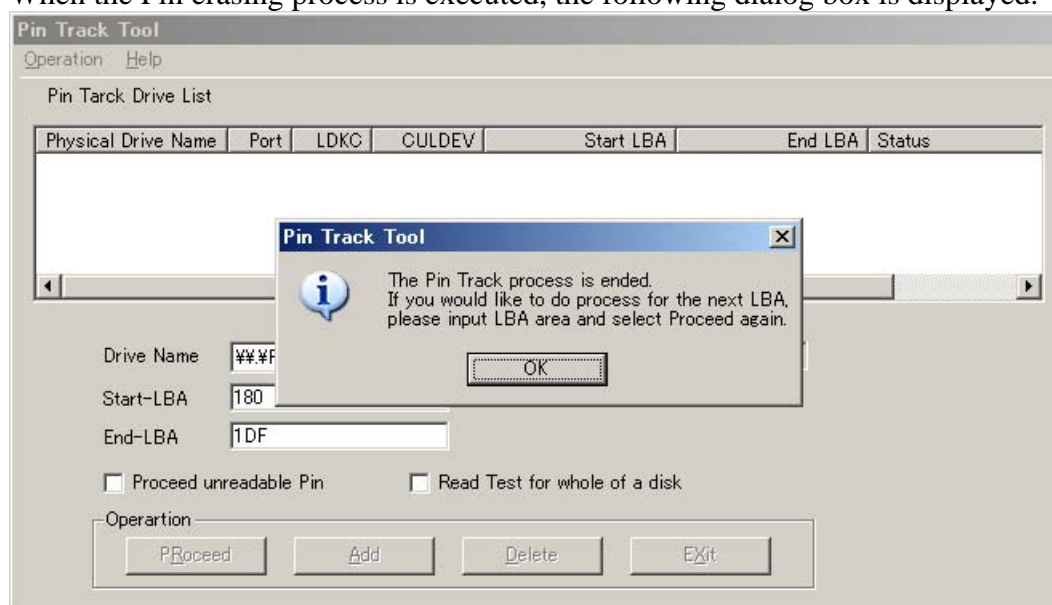 When the Pin erasing process is executed, the following dialog box is displayed.
Pin Track Tool
Operation Help
Pin Tarck Drive List
Physical Drive Name Port LDKC CULDEV Start LBA End LBA Status
Pin Track Tool
The Pin Track process is ended.
If you would like to do process for the next LBA,
please input LBA area and select Proceed again.
OK
Drive Name ¥¥.¥P
Start-LBA 180
End-LBA 1DF
Proceed unreadable Pin Read Test for whole of a disk
Operartion
PRoceed Add Delete EXit